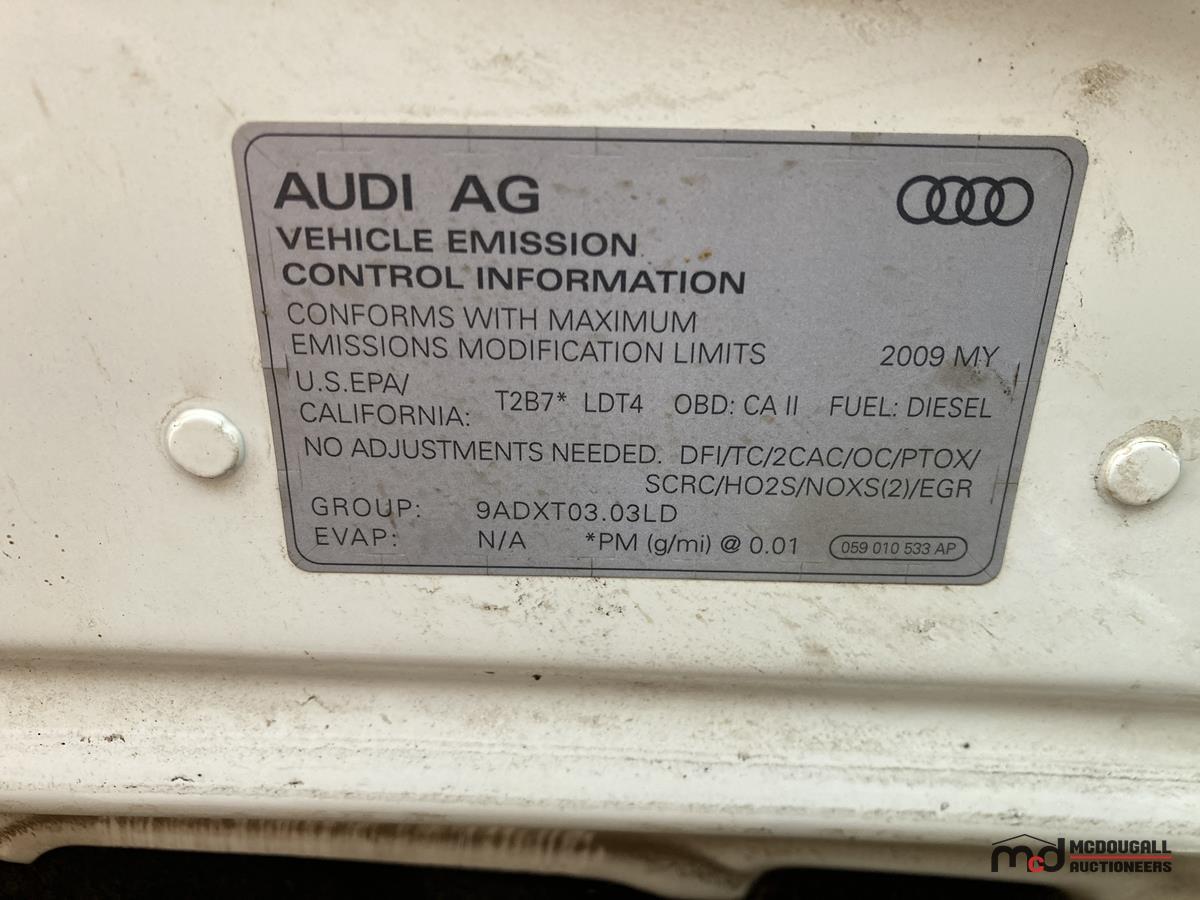 AUDI AG
VEHICLE EMISSION
CONTROL INFORMATION
CONFORMS WITH MAXIMUM
EMISSIONS MODIFICATION LIMITS 2009 MY
U.S.EPA/
CALIFORNIA: T2B7* LDT4 OBD: CA II FUEL: DIESEL
NO ADJUSTMENTS NEEDED. DFI/TC/2CAC/OC/PTOX/
SCRC/HO2S/NOXS(2)/EGR
GROUP: 9ADXT03.03LD
EVAP: N/A *PM (g/mi) @ 0.01 059 010 533 AP
mcd MCDOUGALL
AUCTIONEERS